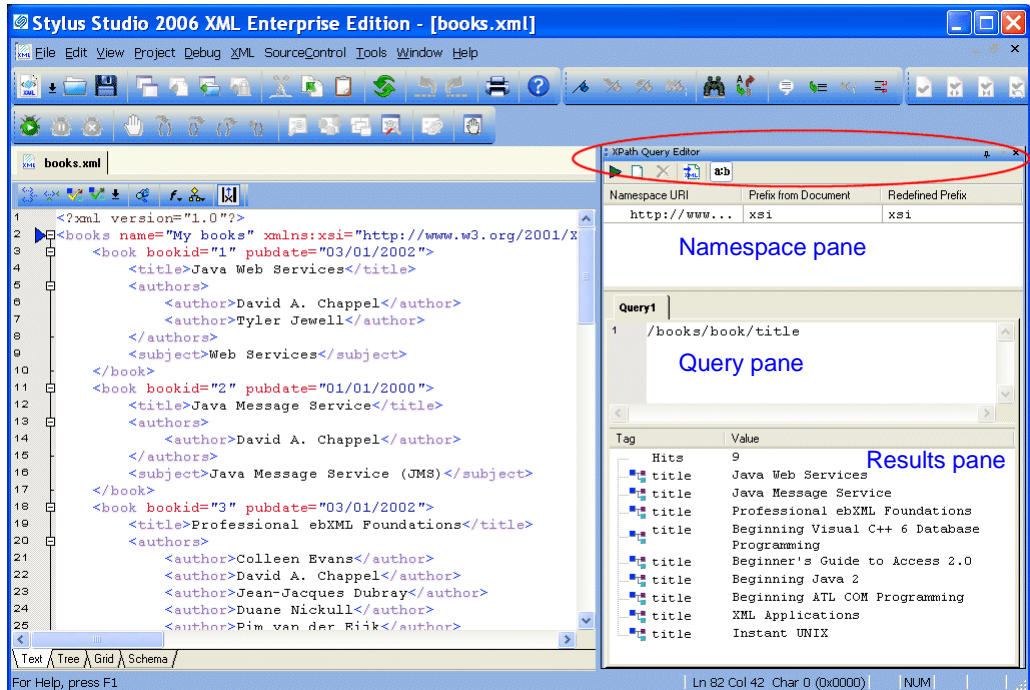 Stylus Studio 2006 XML Enterprise Edition - [books.xml]
File Edit View Project Debug XML SourceControl Tools Window Help
books.xml
1 <?xml version="1.0"?>
2 <books name="My books" xmlns:xsi="http://www.w3.org/2001/X
3 <book bookid="1" pubdate="03/01/2002">
4 <title>Java Web Services</title>
5 <authors>
6 <author>David A. Chappel</author>
7 <author>Tyler Jewell</author>
8 </authors>
9 <subject>Web Services</subject>
10 </book>
11 <book bookid="2" pubdate="01/01/2000">
12 <title>Java Message Service</title>
13 <authors>
14 <author>David A. Chappel</author>
15 </authors>
16 <subject>Java Message Service (JMS)</subject>
17 </book>
18 <book bookid="3" pubdate="03/01/2002">
19 <title>Professional ebXML Foundations</title>
20 <authors>
21 <author>Colleen Evans</author>
22 <author>David A. Chappel</author>
23 <author>Jean-Jacques Dubray</author>
24 <author>Duane Nickull</author>
25 <author>Pim van der Eijk</author>
Text Tree Grid Schema
XPath Query Editor
a:b
Namespace URI Prefix from Document Redefined Prefix
http://www... xsi xsi
Namespace pane
Query1
1 /books/book/title
Query pane
Tag Value
Hits 9
Results pane
title Java Web Services
title Java Message Service
title Professional ebXML Foundations
title Beginning Visual C++ 6 Database
Programming
title Beginner's Guide to Access 2.0
title Beginning Java 2
title Beginning ATL COM Programming
title XML Applications
title Instant UNIX
For Help, press F1
Ln 82 Col 42 Char 0 (0x0000) NUM